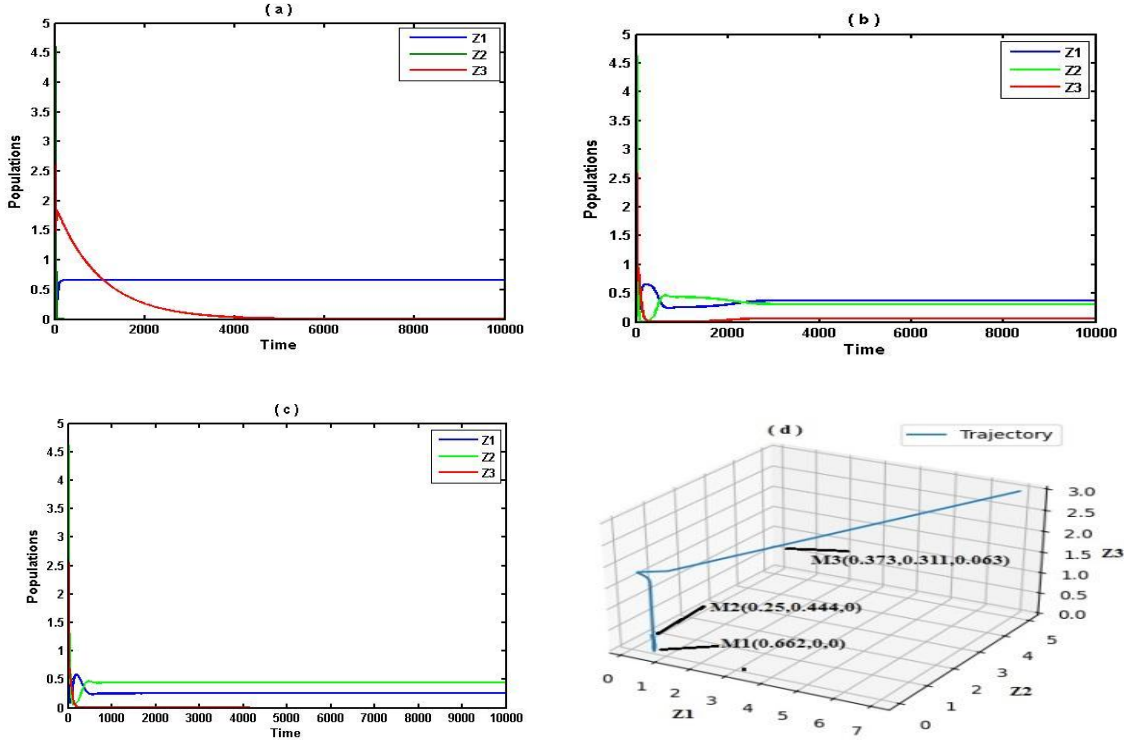 ( a )
5
4.5
4
3.5
3
2.5
2
1.5
1
0.5
0
Populations
Z1
Z2
Z3
0 2000 4000 6000 8000 10000
Time
( b )
5
4.5
4
3.5
3
2.5
2
1.5
1
0.5
0
Populations
Z1
Z2
Z3
0 2000 4000 6000 8000 10000
Time
( c )
5
4.5
4
3.5
3
2.5
2
1.5
1
0.5
0
Populations
Z1
Z2
Z3
0 1000 2000 3000 4000 5000 6000 7000 8000 9000 10000
Time
( d )
Trajectory
M3(0.373,0.311,0.063)
M2(0.25,0.444,0)
M1(0.662,0,0)
3.0
2.5
2.0
1.5
1.0
0.5
0.0
Z3
0 1 2 3 4 5 6 7
Z1
0 1 2 3 4 5
Z2